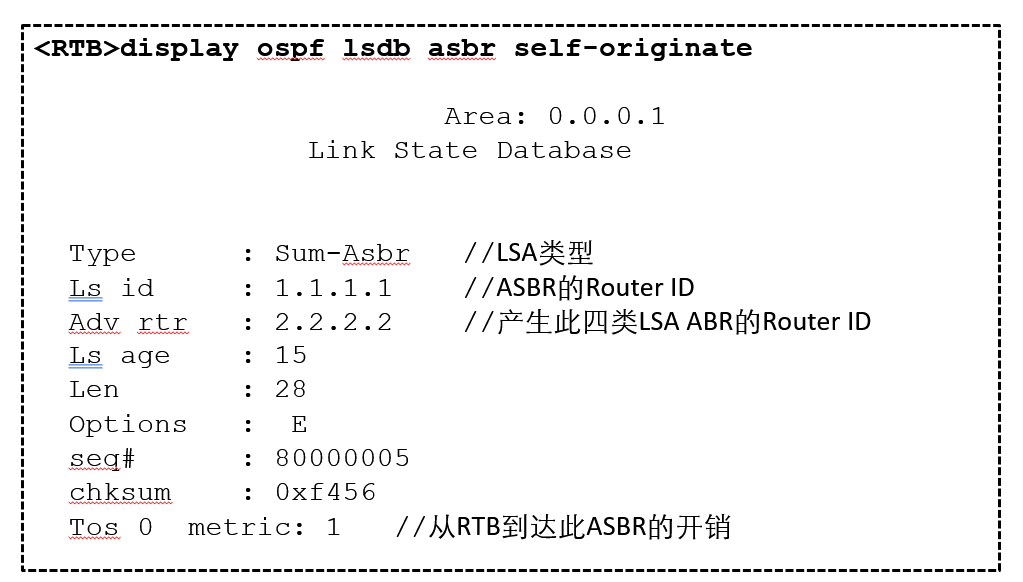 <RTB>display ospf lsdb asbr self-originate
Area: 0.0.0.1
Link State Database
Type : Sum-Asbr //LSA类型
Ls id : 1.1.1.1 //ASBR的Router ID
Adv rtr : 2.2.2.2 //产生此四类LSA ABR的Router ID
Ls age : 15
Len : 28
Options : E
seq# : 80000005
chksum : 0xf456
Tos 0 metric: 1 //从RTB到达此ASBR的开销